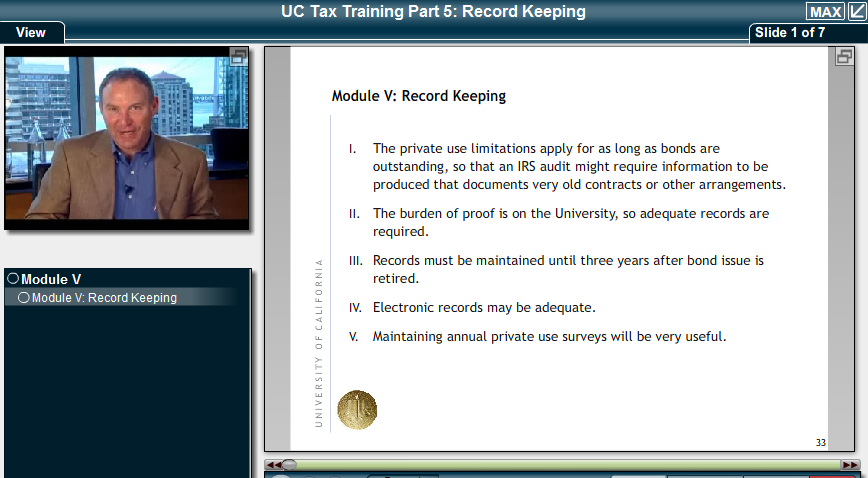 UC Tax Training Part 5: Record Keeping
MAX
View
Slide 1 of 7
Module V: Record Keeping
I. The private use limitations apply for as long as bonds are
outstanding, so that an IRS audit might require information to be
produced that documents very old contracts or other arrangements.
II. The burden of proof is on the University, so adequate records are
required.
III. Records must be maintained until three years after bond issue is
retired.
IV. Electronic records may be adequate.
V. Maintaining annual private use surveys will be very useful.
UNIVERSITY OF CALIFORNIA
33
Module V
Module V: Record Keeping